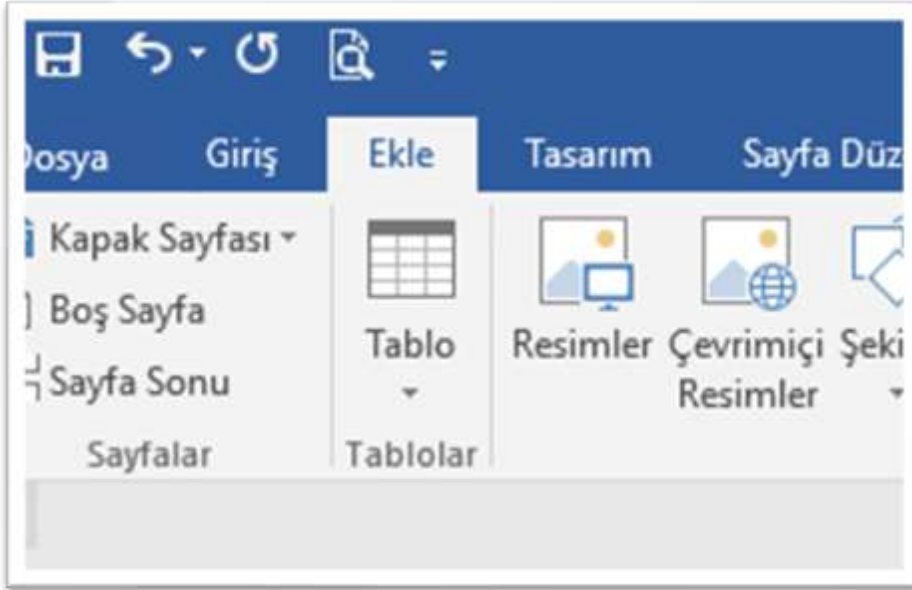 Dosya Giriş Ekle Tasarım Sayfa Düz
Kapak Sayfası
Boş Sayfa
Sayfa Sonu
Sayfalar
Tablo
Tablolar
Resimler
Çevrimiçi
Resimler
Şeki